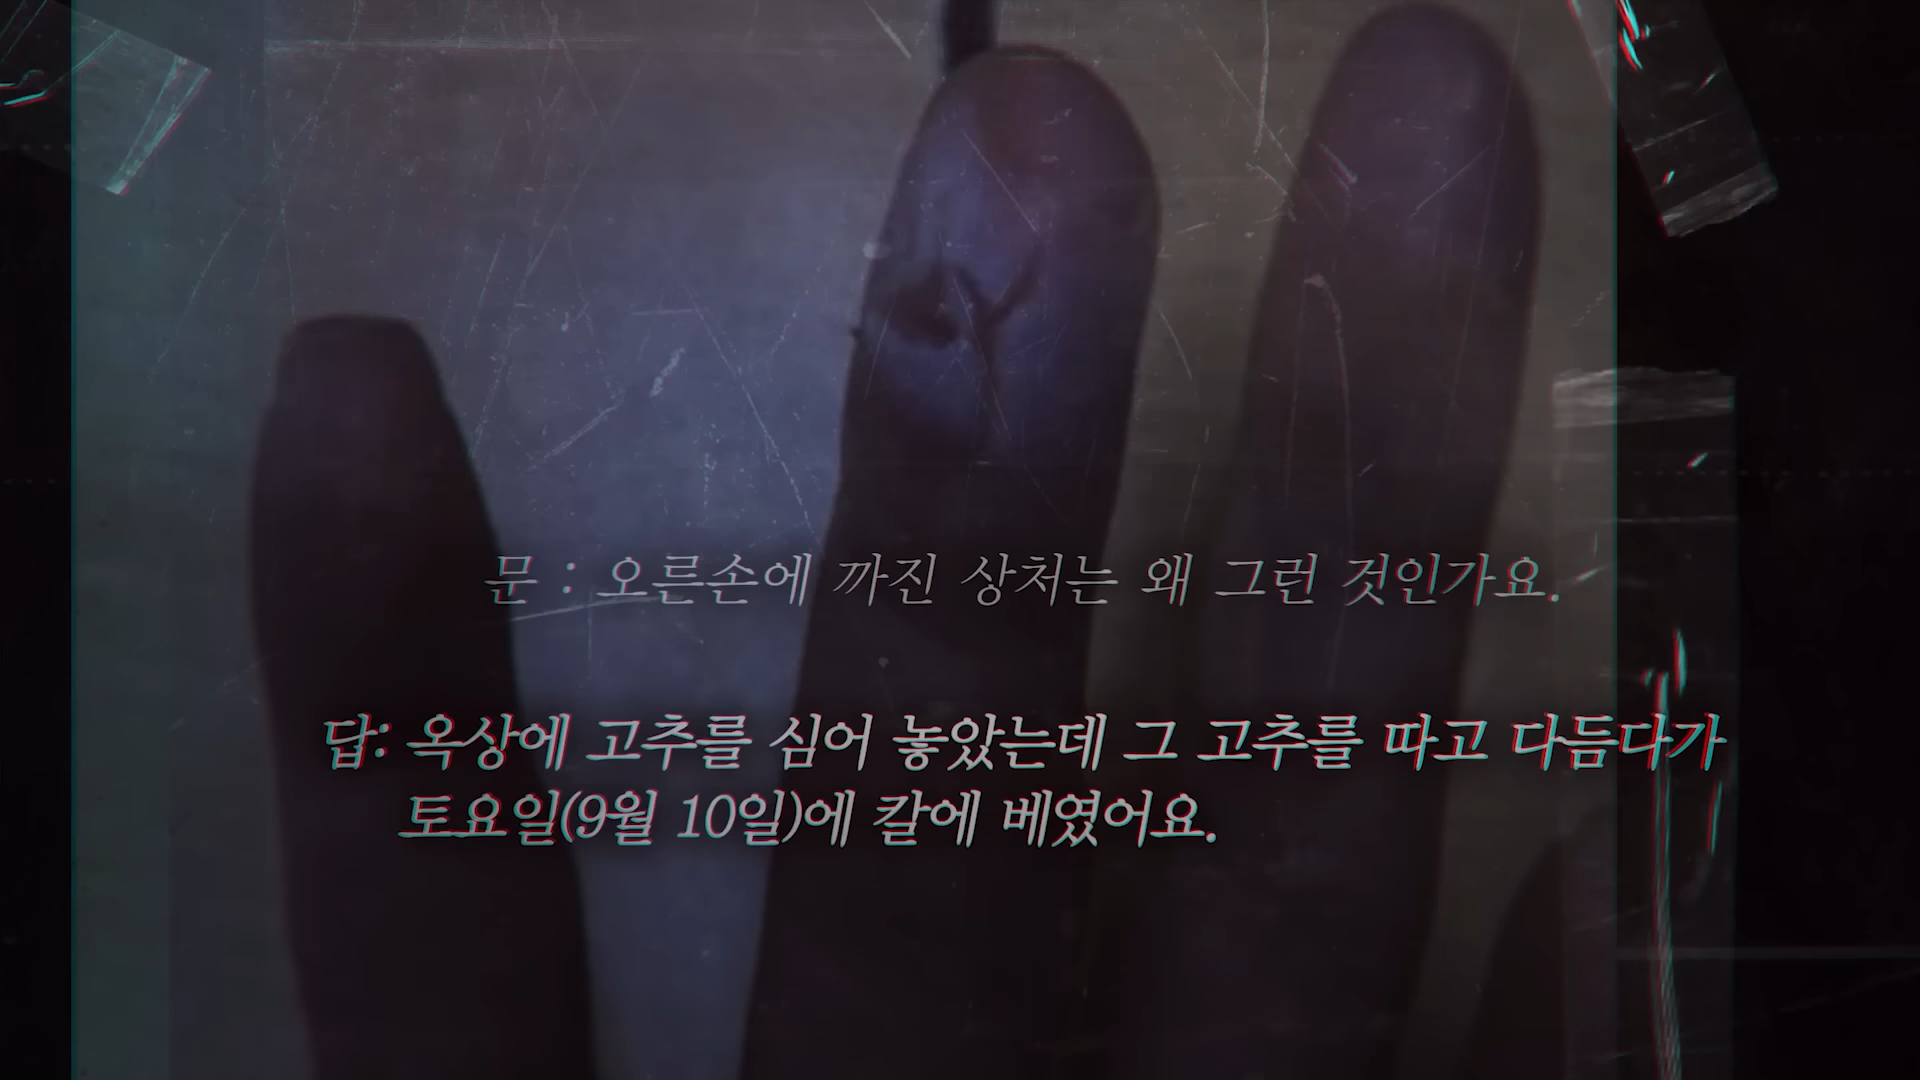 문 : 오른손에 까진 상처는 왜 그런 것인가요.
답: 옥상에 고추를 심어 놓았는데 그 고추를 따고 다듬다가
토요일(9월 10일)에 칼에 베였어요.